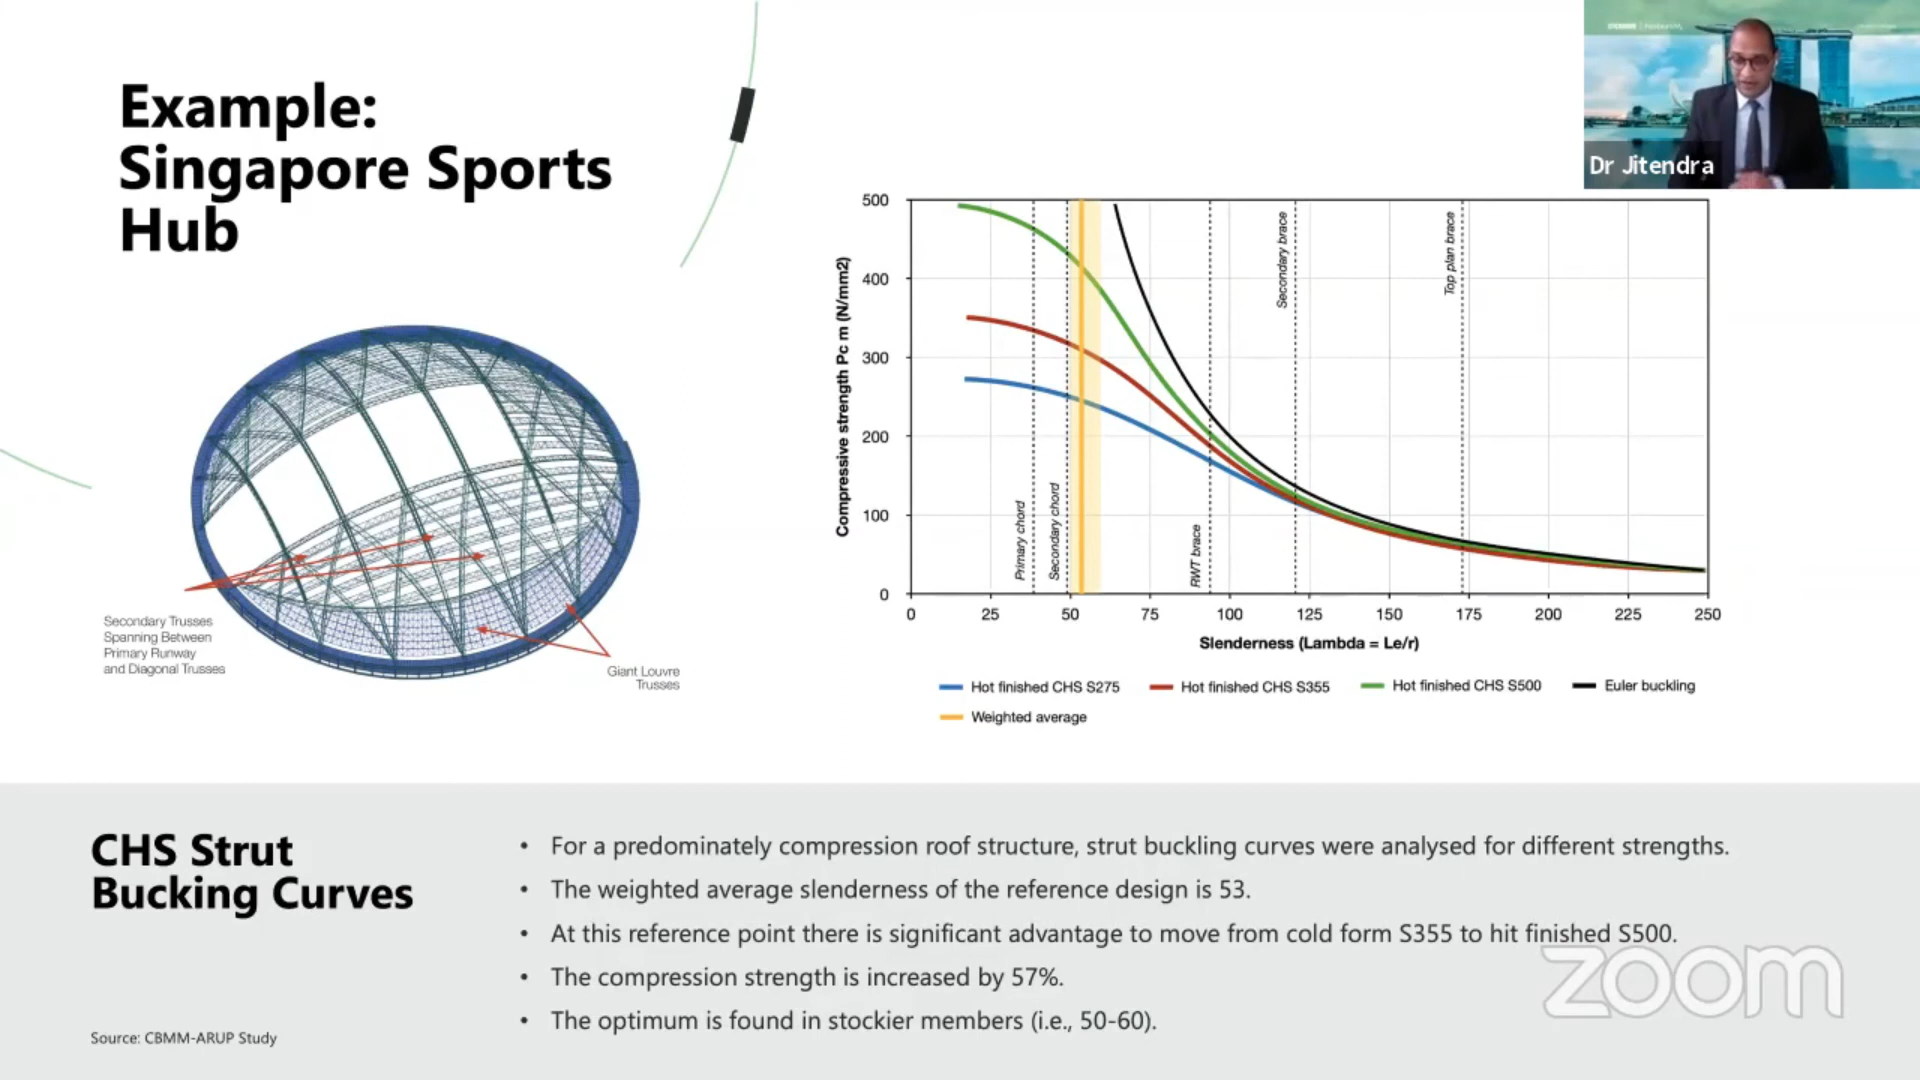 Example:
Singapore Sports
Hub
Dr Jitendra
Secondary Trusses
Spanning Between
Primary Runway
and Diagonal Trusses
Giant Louvre
Trusses
Compressive strength Pc m (N/mm2)
500
400
300
200
100
0
Primary chord
Secondary chord
RWT brace
Secondary brace
Top plan brace
0 25 50 75 100 125 150 175 200 225 250
Slenderness (Lambda = Le/r)
Hot finished CHS S275
Hot finished CHS S355
Hot finished CHS S500
Euler buckling
Weighted average
CHS Strut
Bucking Curves
• For a predominately compression roof structure, strut buckling curves were analysed for different strengths.
• The weighted average slenderness of the reference design is 53.
• At this reference point there is significant advantage to move from cold form S355 to hit finished S500.
• The compression strength is increased by 57%.
• The optimum is found in stockier members (i.e., 50-60).
Source: CBMM-ARUP Study
zoom